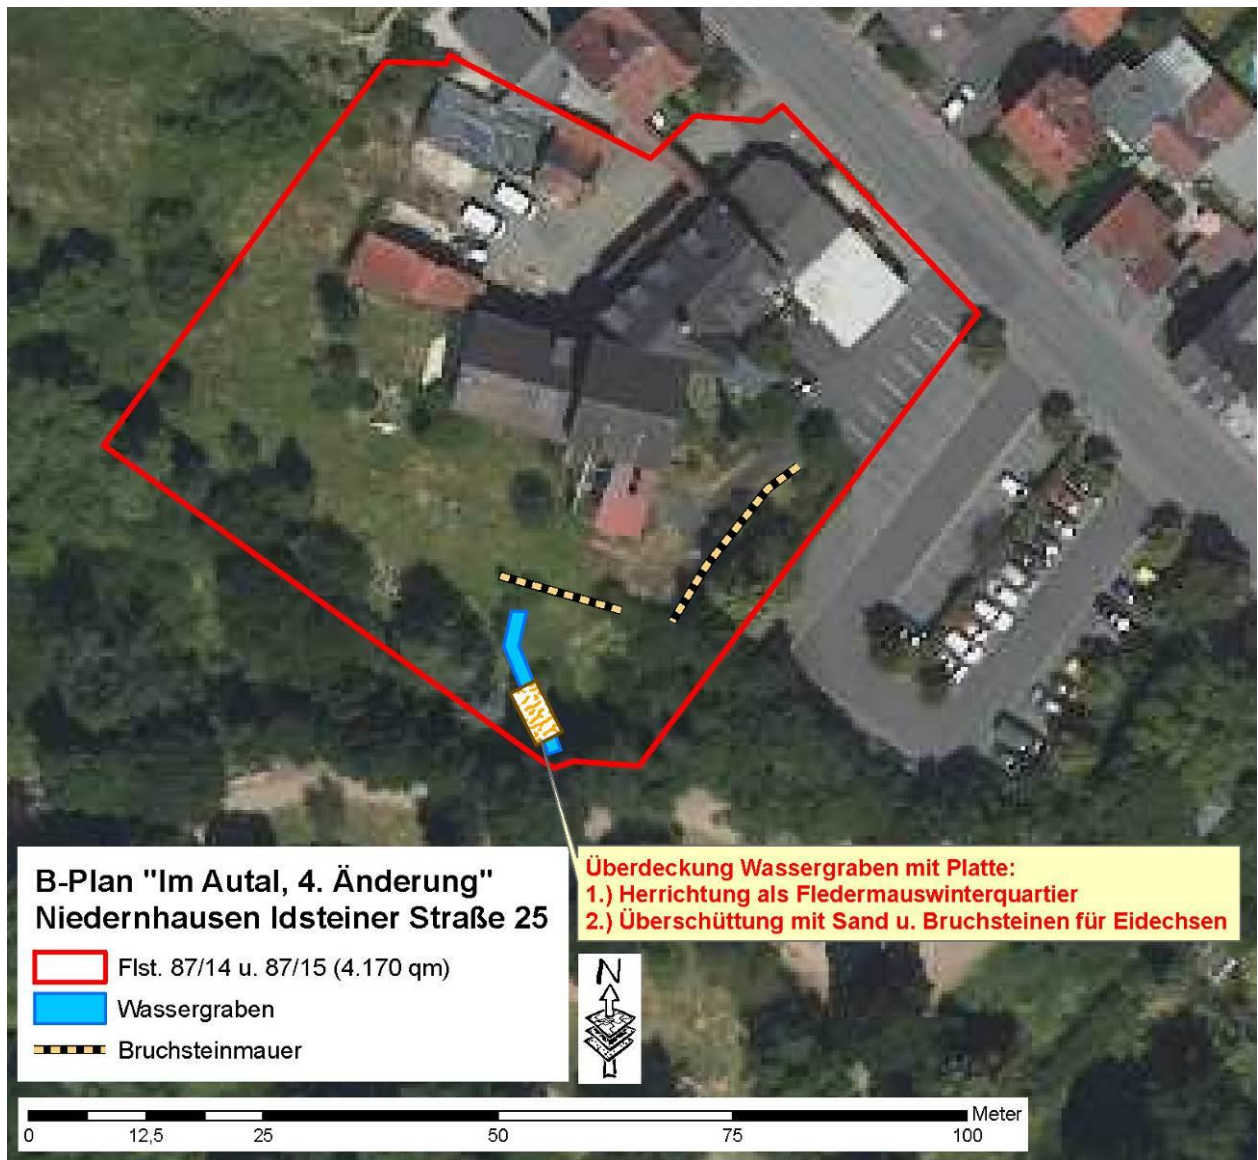 B-Plan "Im Autal, 4. Änderung"
Niedernhausen Idsteiner Straße 25
Flst. 87/14 u. 87/15 (4.170 qm)
Wassergraben
Bruchsteinmauer
Überdeckung Wassergraben mit Platte:
1.) Herrichtung als Fledermauswinterquartier
2.) Überschüttung mit Sand u. Bruchsteinen für Eidechsen
N
Meter
0 12,5 25 50 75 100